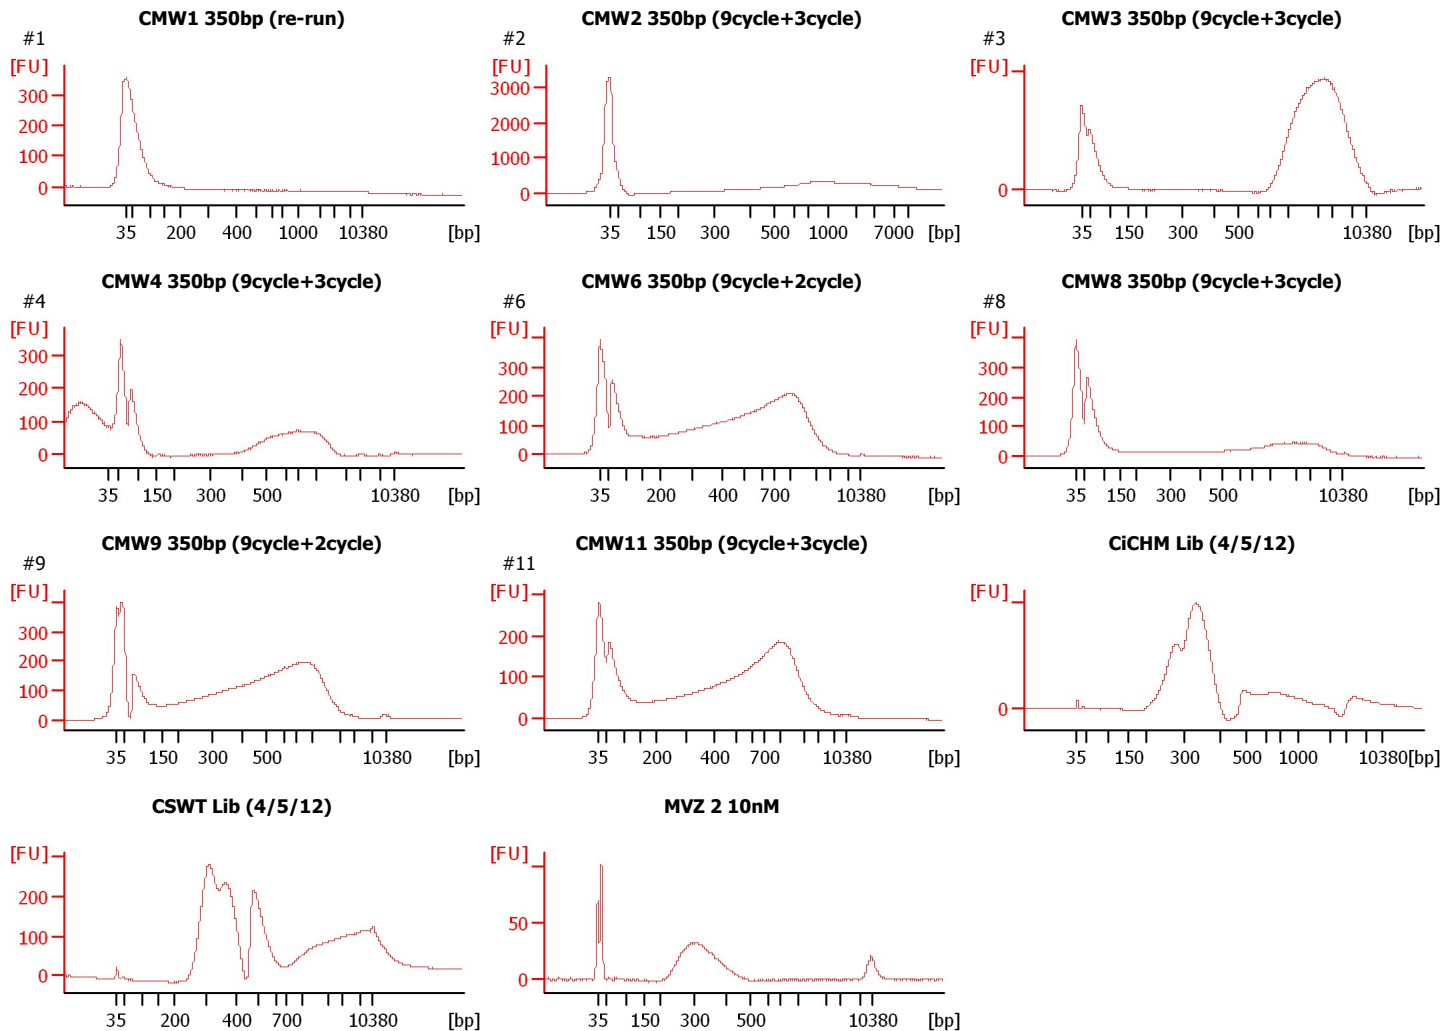 CMW1 350bp (re-run)
#1
[FU]
300
200
100
0
35 200 400 1000 10380 [bp]
CMW2 350bp (9cycle+3cycle)
#2
[FU]
3000
2000
1000
0
35 150 300 500 1000 7000 [bp]
CMW3 350bp (9cycle+3cycle)
#3
[FU]
0
35 150 300 500 10380 [bp]
CMW4 350bp (9cycle+3cycle)
#4
[FU]
300
200
100
0
35 150 300 500 10380 [bp]
CMW6 350bp (9cycle+2cycle)
#6
[FU]
300
200
100
0
35 200 400 700 10380 [bp]
CMW8 350bp (9cycle+3cycle)
#8
[FU]
300
200
100
0
35 150 300 500 10380 [bp]
CMW9 350bp (9cycle+2cycle)
#9
[FU]
300
200
100
0
35 150 300 500 10380 [bp]
CMW11 350bp (9cycle+3cycle)
#11
[FU]
200
100
0
35 200 400 700 10380 [bp]
CiCHM Lib (4/5/12)
[FU]
0
35 150 300 500 1000 10380 [bp]
CSWT Lib (4/5/12)
[FU]
200
100
0
35 200 400 700 10380 [bp]
MVZ 2 10nM
[FU]
50
0
35 150 300 500 10380 [bp]